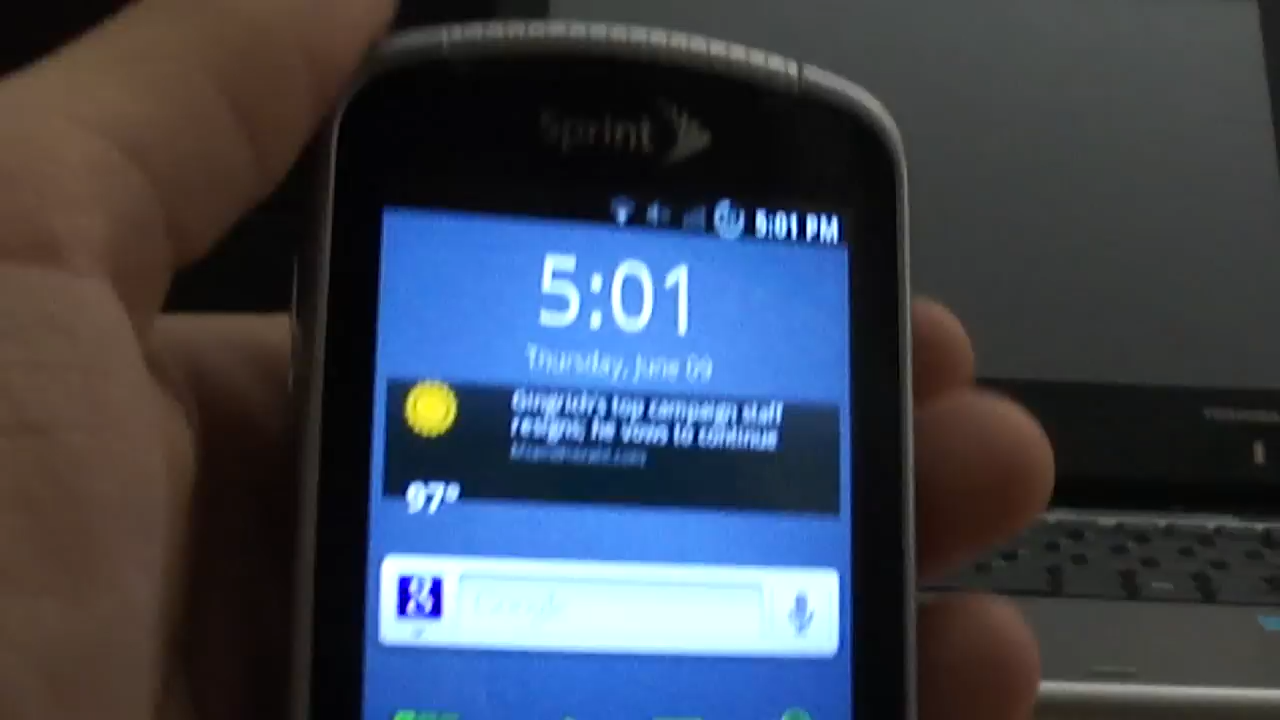 Sprint
5:01 PM
5:01
Thursday, June 09
Gingrich's top campaign staff
resigns; he vows to continue
97°
Google